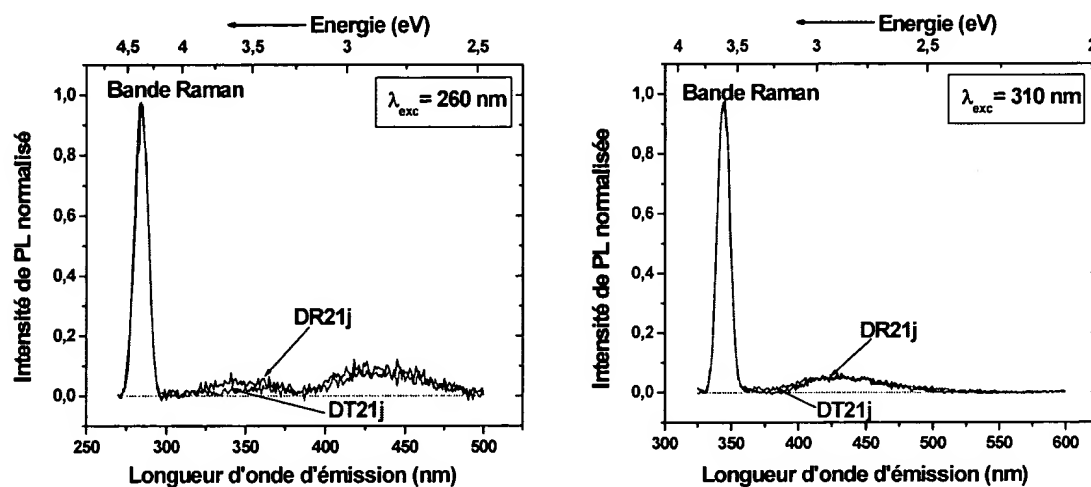 Energie (eV)
4,5 4 3,5 3 2,5
Bande Raman
λexc= 260 nm
1,0
0,8
0,6
0,4
0,2
0,0
Intensité de PL normalisé
DR21j
DT21j
250 300 350 400 450 500
Longueur d'onde d'émission (nm)
Energie (eV)
4 3,5 3 2,5 2
Bande Raman
λexc= 310 nm
1,0
0,8
0,6
0,4
0,2
0,0
Intensité de PL normalisée
DR21j
DT21j
300 350 400 450 500 550 600
Longueur d'onde d'émission (nm)